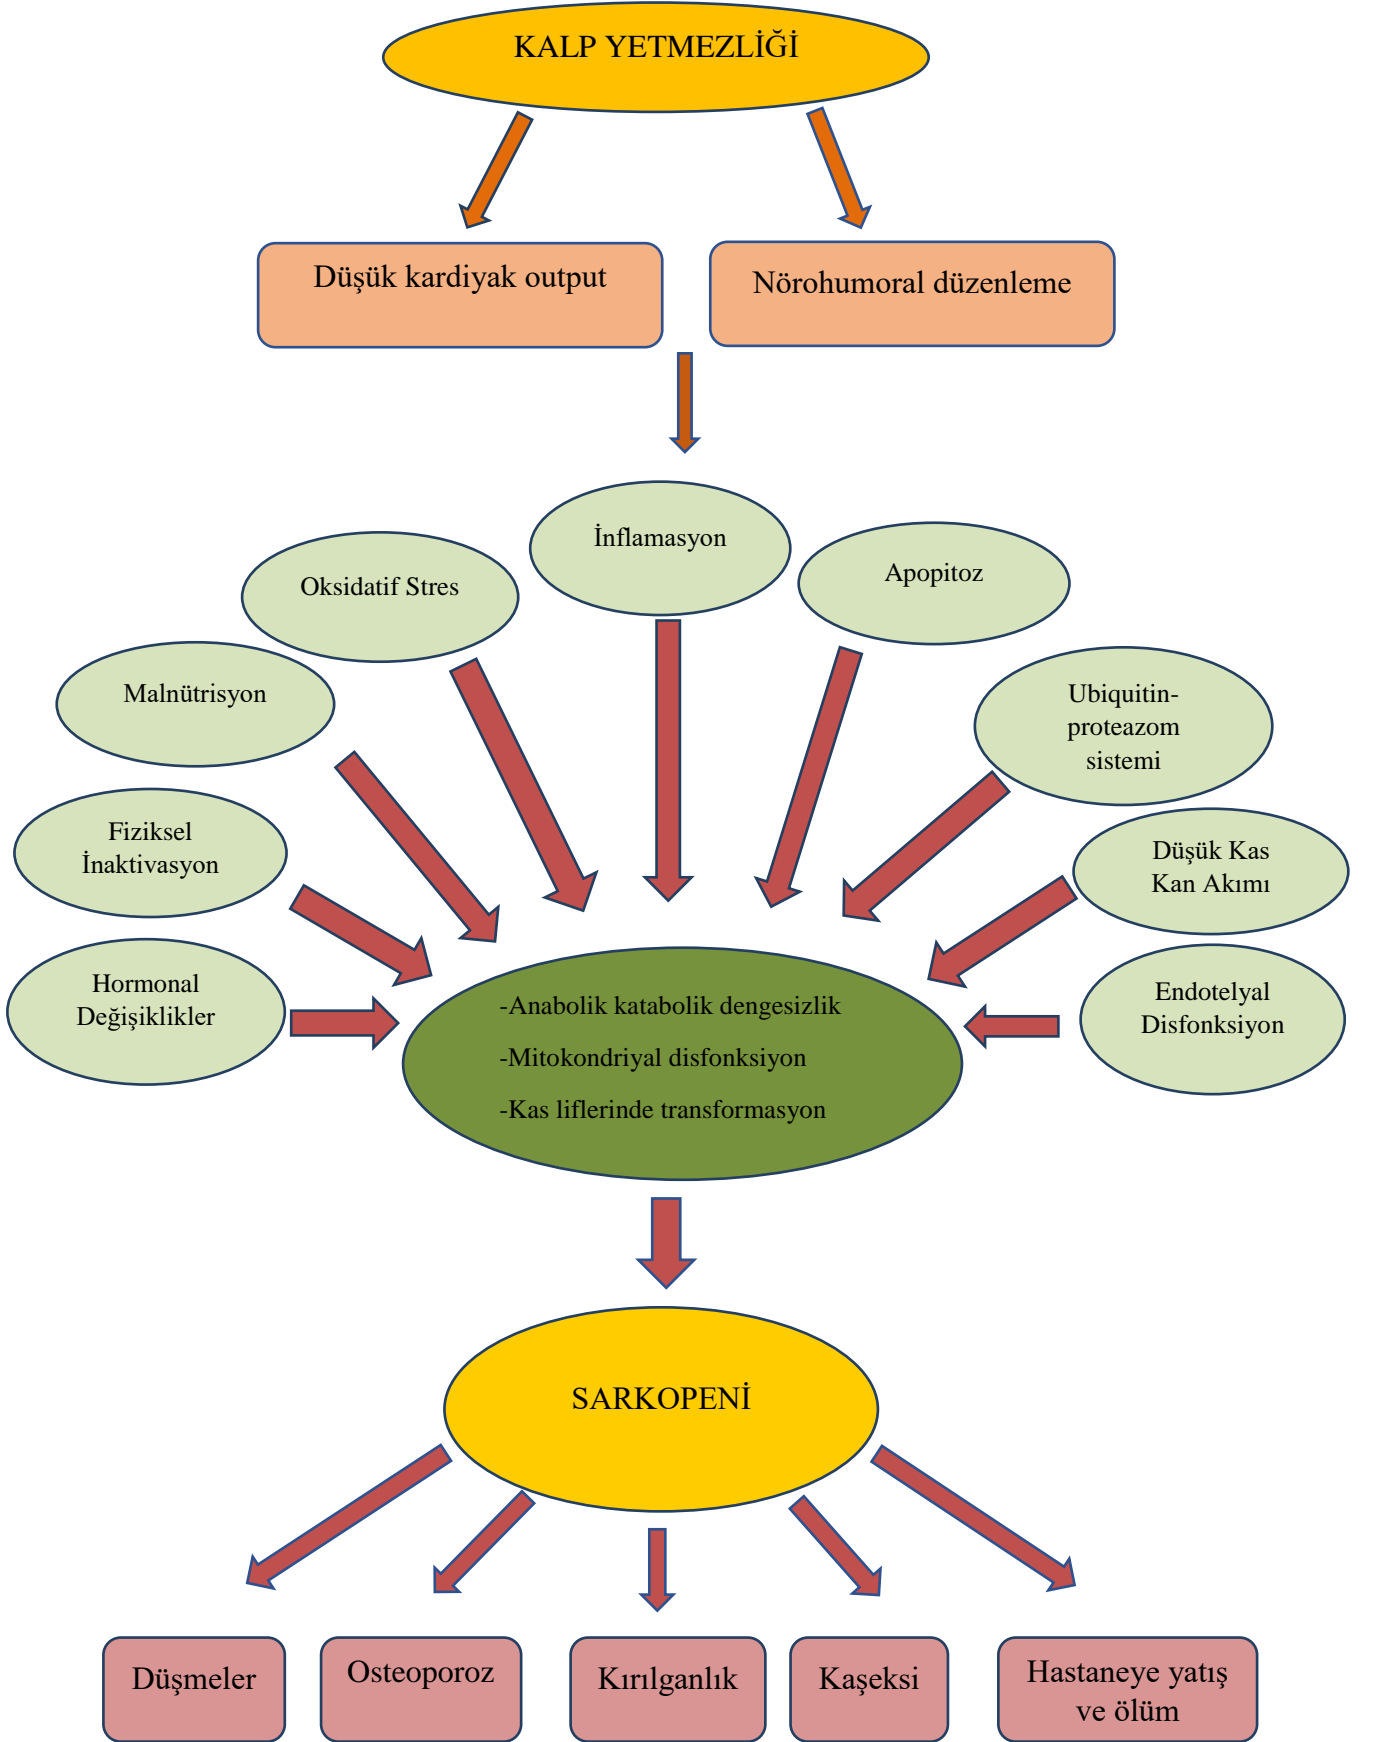 KALP YETMEZLİĞİ
Düşük kardiyak output
Nörohumoral düzenleme
İnflamasyon
Oksidatif Stres
Apopitoz
Malnütrisyon
Ubiquitin-
proteazom
sistemi
Fiziksel
İnaktivasyon
Düşük Kas
Kan Akımı
Hormonal
Değişiklikler
Endotelyal
Disfonksiyon
-Anabolik katabolik dengesizlik
-Mitokondriyal disfonksiyon
-Kas liflerinde transformasyon
SARKOPENİ
Düşmeler
Osteoporoz
Kırılganlık
Kaşeksi
Hastaneye yatış
ve ölüm